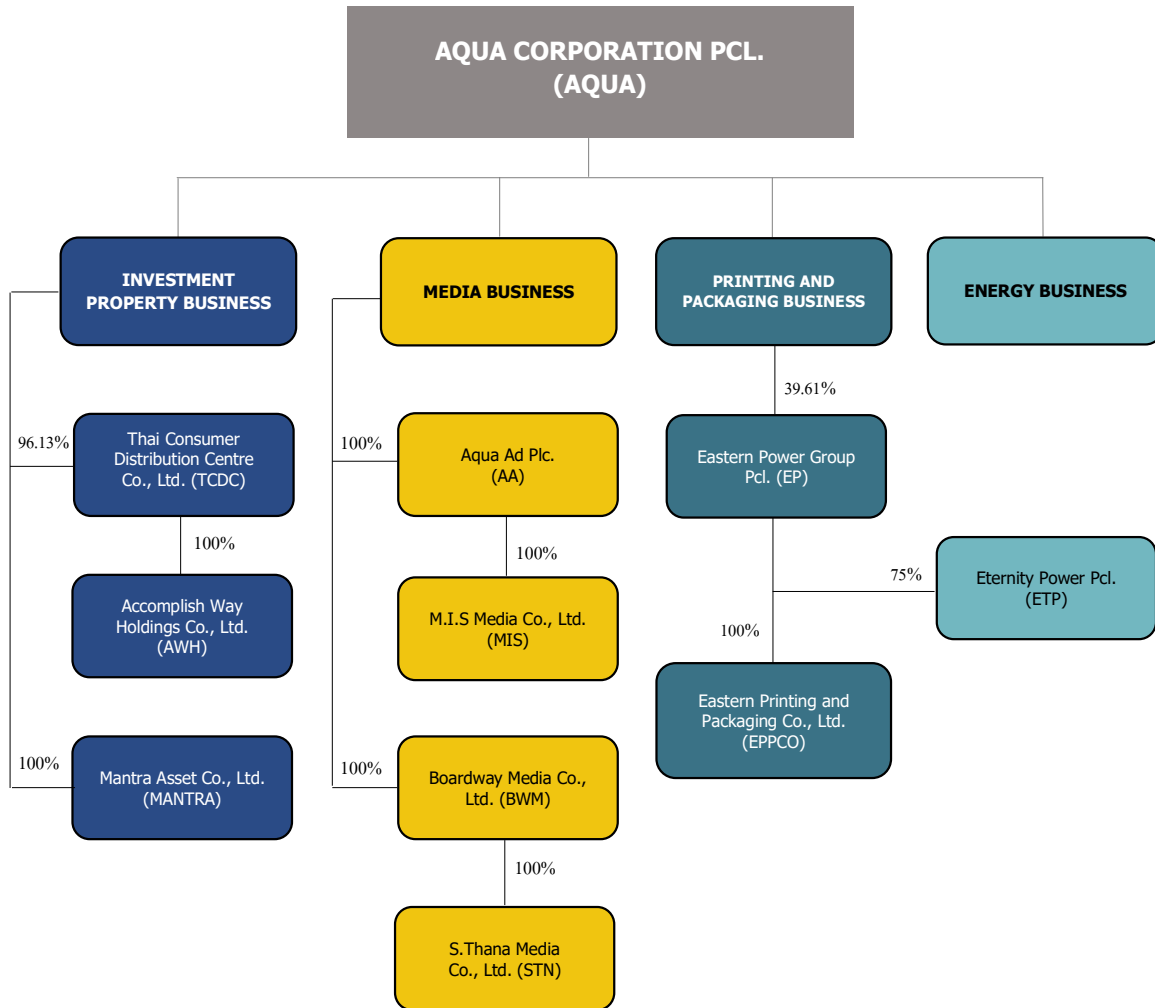 AQUA CORPORATION PCL.
(AQUA)
INVESTMENT
PROPERTY BUSINESS
MEDIA BUSINESS
PRINTING AND
PACKAGING BUSINESS
ENERGY BUSINESS
39.61%
96.13%
Thai Consumer
Distribution Centre
Co., Ltd. (TCDC)
100%
Aqua Ad Plc.
(AA)
Eastern Power Group
Pcl. (EP)
100%
100%
75%
Eternity Power Pcl.
(ETP)
Accomplish Way
Holdings Co., Ltd.
(AWH)
M.I.S Media Co., Ltd.
(MIS)
100%
Eastern Printing and
Packaging Co., Ltd.
(EPPCO)
100%
Mantra Asset Co., Ltd.
(MANTRA)
100%
Boardway Media Co.,
Ltd. (BWM)
100%
S.Thana Media
Co., Ltd. (STN)